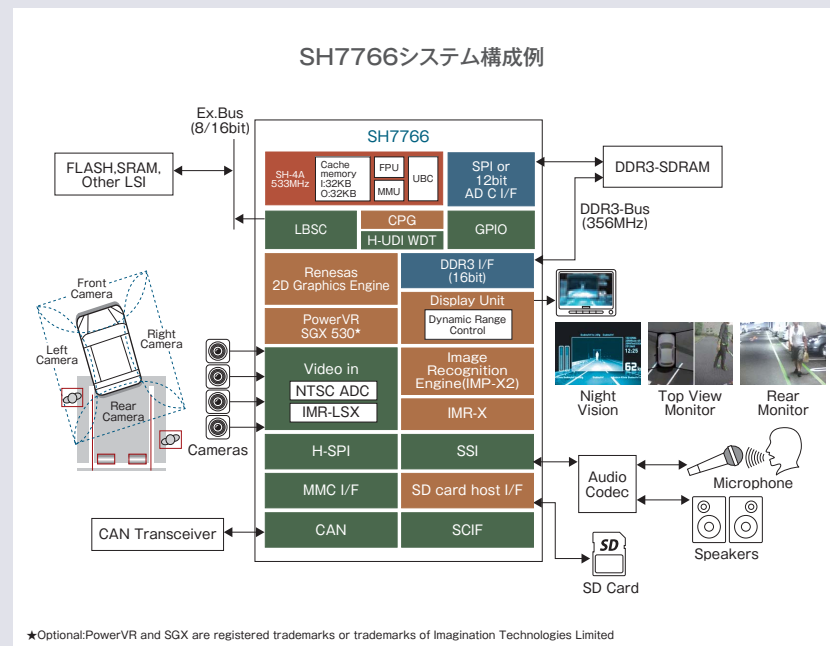 SH7766システム構成例
Ex.Bus
(8/16bit)
SH7766
FLASH,SRAM,
Other LSI
SH-4A
533MHz
Cache
memory
I:32KB
O:32KB
FPU
MMU
UBC
SPI or
12bit
AD C I/F
DDR3-SDRAM
LBSC
CPG
H-UDI WDT
GPIO
DDR3-Bus
(356MHz)
Renesas
2D Graphics Engine
DDR3 I/F
(16bit)
PowerVR
SGX 530*
Display Unit
Dynamic Range
Control
Front
Camera
Left
Camera
Right
Camera
Rear
Camera
Cameras
Video in
NTSC ADC
IMR-LSX
Image
Recognition
Engine(IMP-X2)
IMR-X
12:25
62
Night
Vision
Top View
Monitor
Rear
Monitor
H-SPI
SSI
MMC I/F
SD card host I/F
CAN
SCIF
CAN Transceiver
Audio
Codec
Microphone
Speakers
SD
SD Card
★Optional:PowerVR and SGX are registered trademarks or trademarks of Imagination Technologies Limited